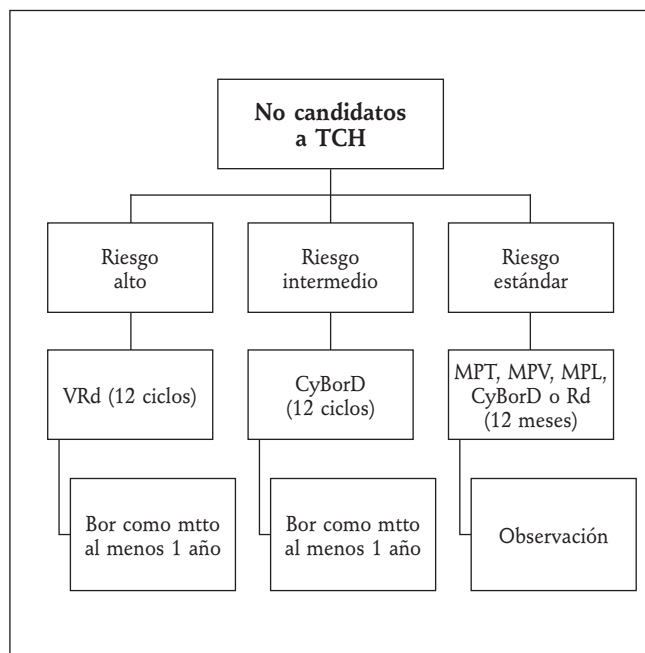 No candidatos
a TCH
Riesgo
alto
Riesgo
intermedio
Riesgo
estándar
VRd (12 ciclos)
CyBorD
(12 ciclos)
MPT, MPV, MPL,
CyBorD o Rd
(12 meses)
Bor como mtto
al menos 1 año
Bor como mtto
al menos 1 año
Observación